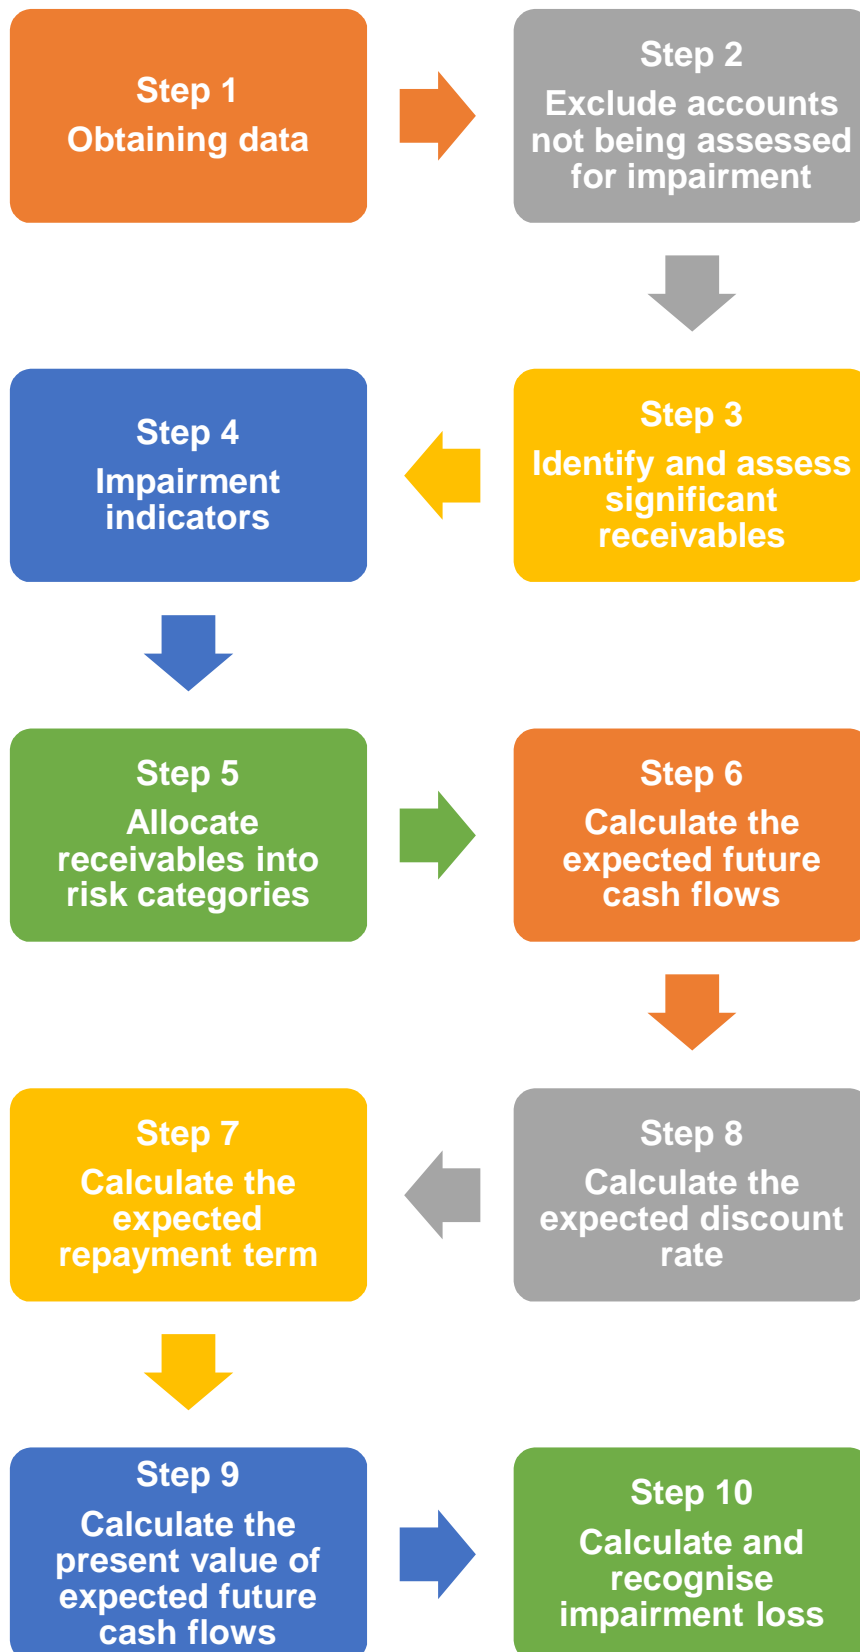 Step 1
Obtaining data
Step 2
Exclude accounts
not being assessed
for impairment
Step 3
Identify and assess
significant
receivables
Step 4
Impairment
indicators
Step 5
Allocate
receivables into
risk categories
Step 6
Calculate the
expected future
cash flows
Step 8
Calculate the
expected discount
rate
Step 7
Calculate the
expected
repayment term
Step 9
Calculate the
present value of
expected future
cash flows
Step 10
Calculate and
recognise
impairment loss